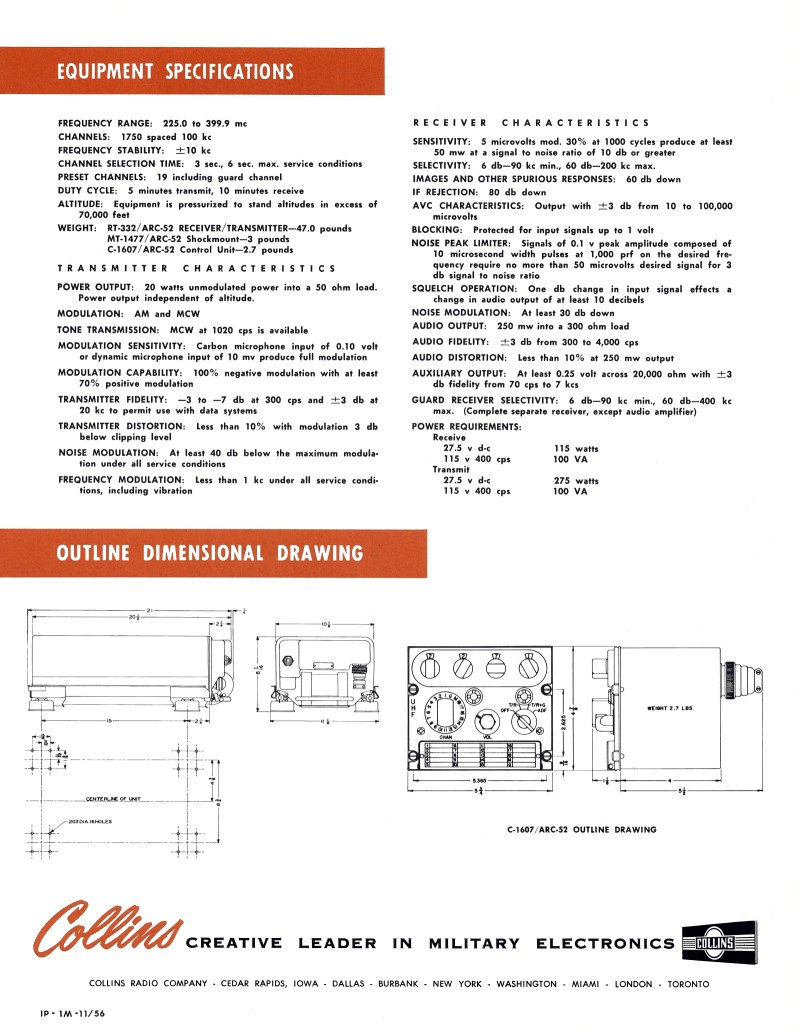 EQUIPMENT SPECIFICATIONS
FREQUENCY RANGE: 225.0 to 399.9 mc
CHANNELS: 1750 spaced 100 kc
FREQUENCY STABILITY: ±10 kc
CHANNEL SELECTION TIME: 3 sec., 6 sec. max. service conditions
PRESET CHANNELS: 19 including guard channel
DUTY CYCLE: 5 minutes transmit, 10 minutes receive
ALTITUDE: Equipment is pressurized to stand altitudes in excess of
70,000 feet
WEIGHT: RT-332/ARC-52 RECEIVER/TRANSMITTER—47.0 pounds
MT-1477/ARC-52 Shockmount—3 pounds
C-1607/ARC-52 Control Unit—2.7 pounds
TRANSMITTER CHARACTERISTICS
POWER OUTPUT: 20 watts unmodulated power into a 50 ohm load.
Power output independent of altitude.
MODULATION: AM and MCW
TONE TRANSMISSION: MCW at 1020 cps is available
MODULATION SENSITIVITY: Carbon microphone input of 0.10 volt
or dynamic microphone input of 10 mv produce full modulation
MODULATION CAPABILITY: 100% negative modulation with at least
70% positive modulation
TRANSMITTER FIDELITY: —3 to —7 db at 300 cps and ±3 db at
20 kc to permit use with data systems
TRANSMITTER DISTORTION: Less than 10% with modulation 3 db
below clipping level
NOISE MODULATION: At least 40 db below the maximum modula-
tion under all service conditions
FREQUENCY MODULATION: Less than 1 kc under all service condi-
tions, including vibration
RECEIVER CHARACTERISTICS
SENSITIVITY: 5 microvolts mod. 30% at 1000 cycles produce at least
50 mw at a signal to noise ratio of 10 db or greater
SELECTIVITY: 6 db—90 kc min., 60 db—200 kc max.
IMAGES AND OTHER SPURIOUS RESPONSES: 60 db down
IF REJECTION: 80 db down
AVC CHARACTERISTICS: Output with ±3 db from 10 to 100,000
microvolts
BLOCKING: Protected for input signals up to 1 volt
NOISE PEAK LIMITER: Signals of 0.1 v peak amplitude composed of
10 microsecond width pulses at 1,000 prf on the desired fre-
quency require no more than 50 microvolts desired signal for 3
db signal to noise ratio
SQUELCH OPERATION: One db change in input signal effects a
change in audio output of at least 10 decibels
NOISE MODULATION: At least 30 db down
AUDIO OUTPUT: 250 mw into a 300 ohm load
AUDIO FIDELITY: ±3 db from 300 to 4,000 cps
AUDIO DISTORTION: Less than 10% at 250 mw output
AUXILIARY OUTPUT: At least 0.25 volt across 20,000 ohm with ±3
db fidelity from 70 cps to 7 kcs
GUARD RECEIVER SELECTIVITY: 6 db—90 kc min., 60 db—400 kc
max. (Complete separate receiver, except audio amplifier)
POWER REQUIREMENTS:
Receive
27.5 v d-c 115 watts
115 v 400 cps 100 VA
Transmit
27.5 v d-c 275 watts
115 v 400 cps 100 VA
OUTLINE DIMENSIONAL DRAWING
21
15
CENTERLINE OF UNIT
.203 DIA. 16 HOLES
2 2 7 1
UHF
T/R T/R+G
OFF ADF
CHAN VOL
2.625
5.365
WEIGHT 2.7 LBS.
4
C-1607/ARC-52 OUTLINE DRAWING
Collins CREATIVE LEADER IN MILITARY ELECTRONICS
COLLINS
COLLINS RADIO COMPANY - CEDAR RAPIDS, IOWA - DALLAS - BURBANK - NEW YORK - WASHINGTON - MIAMI - LONDON - TORONTO
IP - 1M -11/56